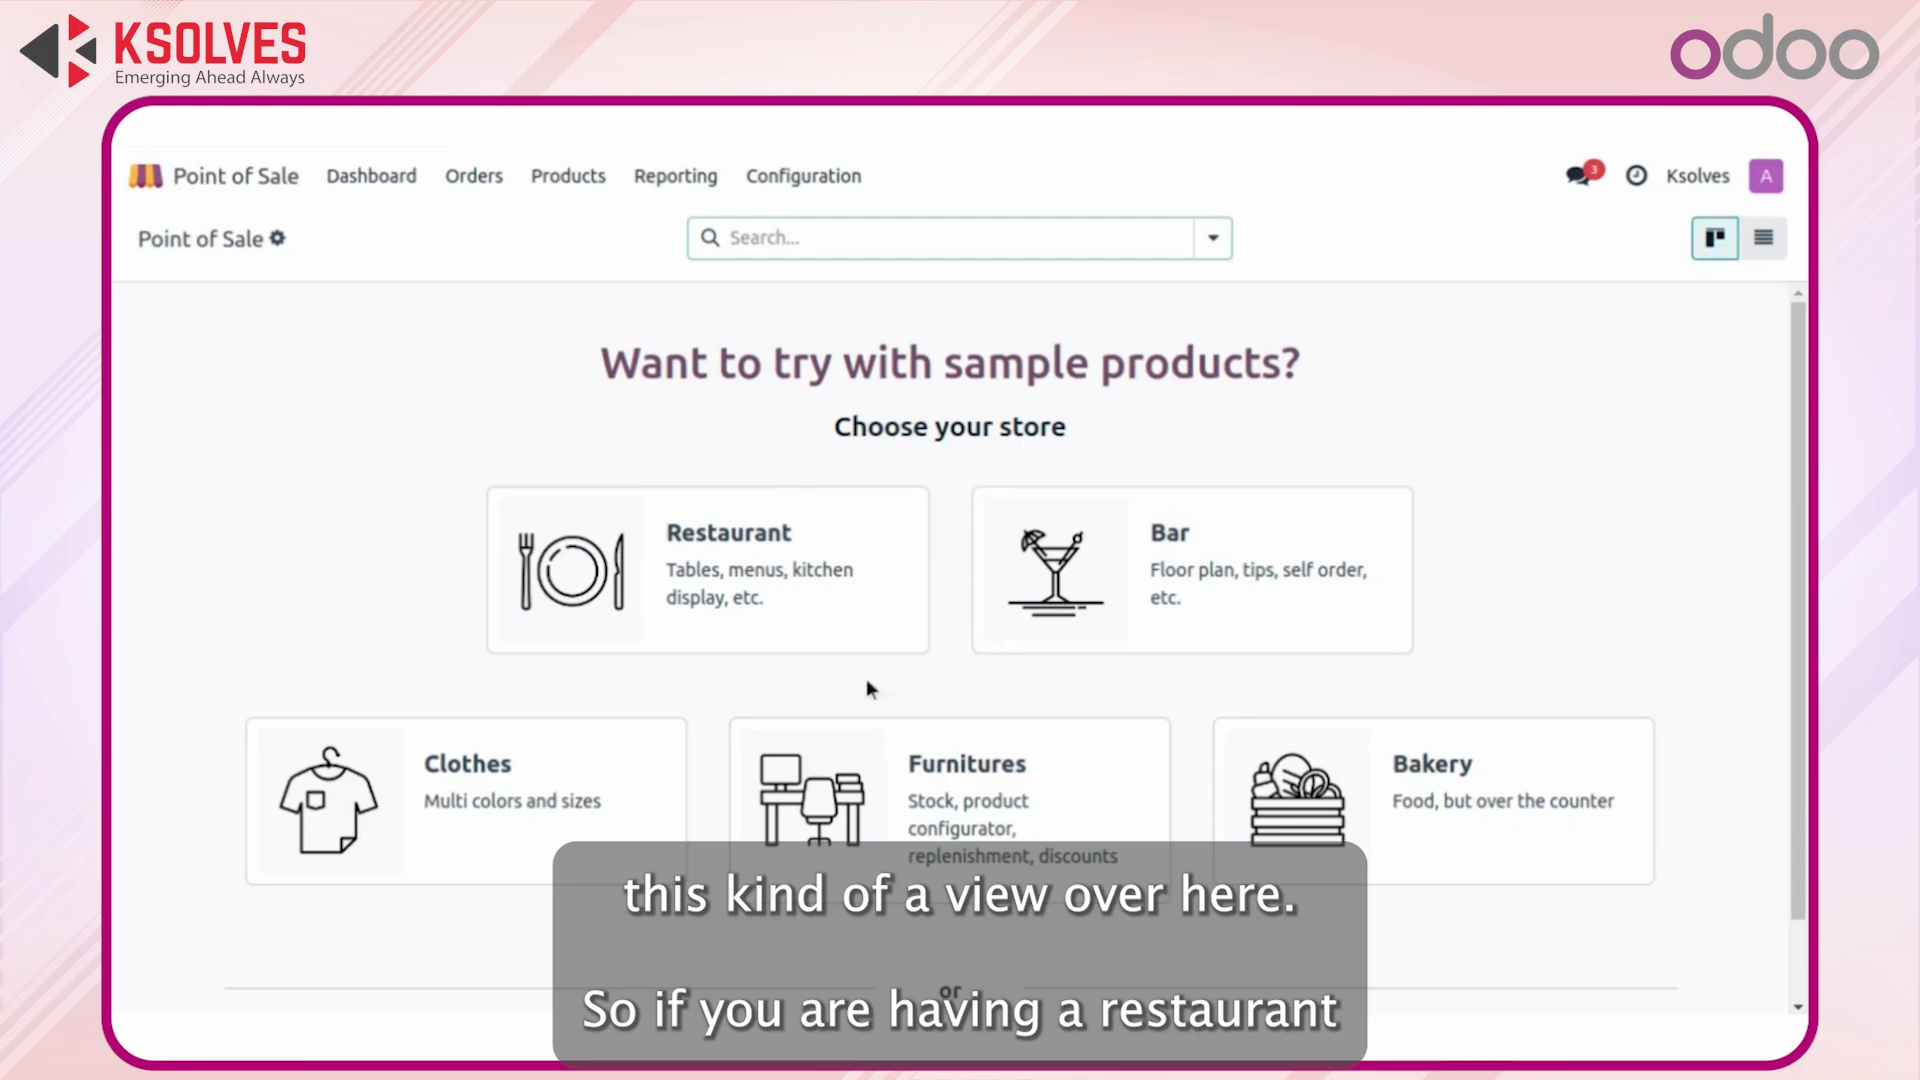 KSOLVES
Emerging Ahead Always
odoo
Point of Sale Dashboard Orders Products Reporting Configuration 3 Ksolves A
Point of Sale Search...
Want to try with sample products?
Choose your store
Restaurant
Tables, menus, kitchen
display, etc.
Bar
Floor plan, tips, self order,
etc.
Clothes
Multi colors and sizes
Furnitures
Stock, product
configurator,
replenishment, discounts
Bakery
Food, but over the counter
this kind of a view over here.
or
So if you are having a restaurant